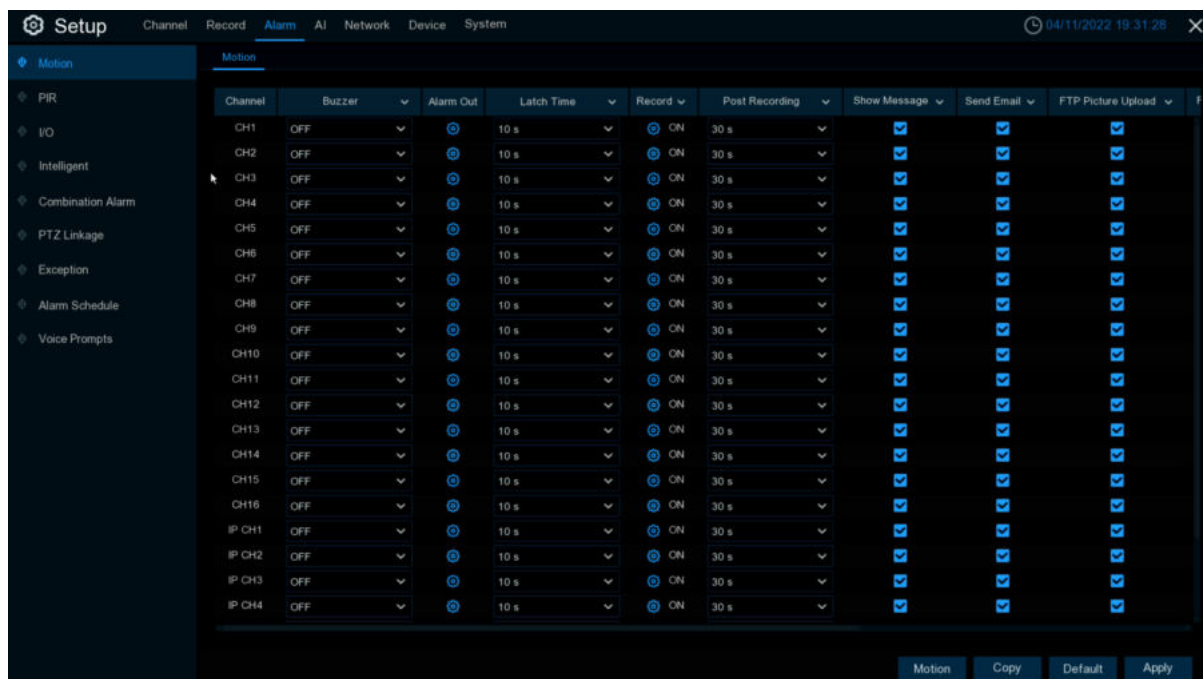 Setup Channel Record Alarm AI Network Device System 04/11/2022 19:31:28
Motion
PIR
I/O
Intelligent
Combination Alarm
PTZ Linkage
Exception
Alarm Schedule
Voice Prompts
Motion
Channel Buzzer Alarm Out Latch Time Record Post Recording Show Message Send Email FTP Picture Upload
CH1 OFF 10 s ON 30 s
CH2 OFF 10 s ON 30 s
CH3 OFF 10 s ON 30 s
CH4 OFF 10 s ON 30 s
CH5 OFF 10 s ON 30 s
CH6 OFF 10 s ON 30 s
CH7 OFF 10 s ON 30 s
CH8 OFF 10 s ON 30 s
CH9 OFF 10 s ON 30 s
CH10 OFF 10 s ON 30 s
CH11 OFF 10 s ON 30 s
CH12 OFF 10 s ON 30 s
CH13 OFF 10 s ON 30 s
CH14 OFF 10 s ON 30 s
CH15 OFF 10 s ON 30 s
CH16 OFF 10 s ON 30 s
IP CH1 OFF 10 s ON 30 s
IP CH2 OFF 10 s ON 30 s
IP CH3 OFF 10 s ON 30 s
IP CH4 OFF 10 s ON 30 s
Motion Copy Default Apply